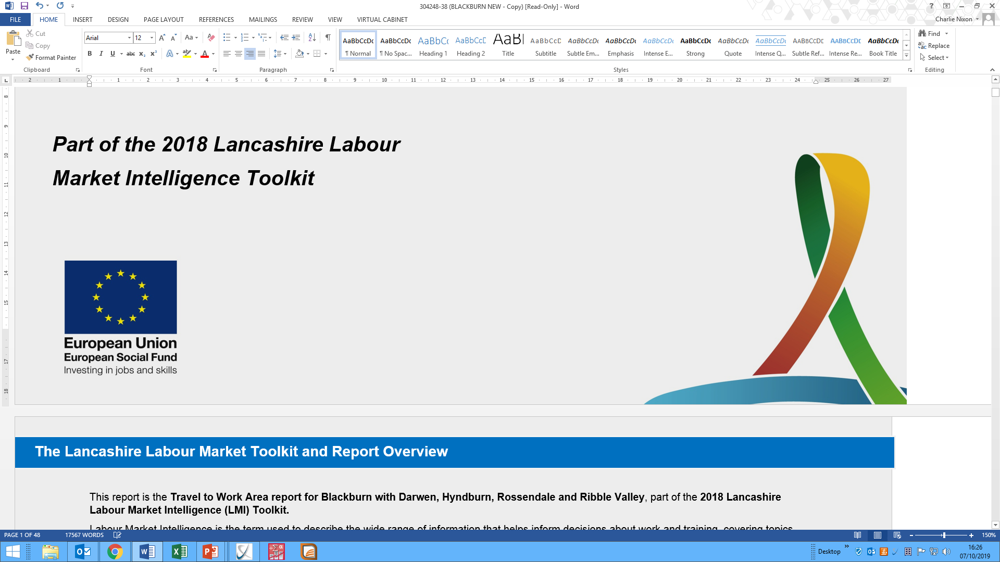 304248-38 (BLACKBURN NEW - Copy) [Read-Only] - Word
FILE HOME INSERT DESIGN PAGE LAYOUT REFERENCES MAILINGS REVIEW VIEW VIRTUAL CABINET
Charlie Nixon
Paste
Cut
Copy
Format Painter
Clipboard
Arial 12
Font
Paragraph
AaBbCcDc AaBbCcDc AaBbCc AaBbCcD AaBl AaBbCcD AaBbCcDc AaBbCcDc AaBbCcDc AaBbCcDc AaBbCcDc AaBbCcDc AABBCCDE AABBCCDE AaBbCcDc
¶ Normal ¶ No Spac... Heading 1 Heading 2 Title Subtitle Subtle Em... Emphasis Intense E... Strong Quote Intense Q... Subtle Ref... Intense Re... Book Title
Styles
Find
Replace
Select
Editing
2 1 1 2 3 4 5 6 7 8 9 10 11 12 13 14 15 16 17 18 19 20 21 22 23 24 25 26 27
8
9
10
11
12
13
14
15
17
18
Part of the 2018 Lancashire Labour
Market Intelligence Toolkit
European Union
European Social Fund
Investing in jobs and skills
The Lancashire Labour Market Toolkit and Report Overview
This report is the Travel to Work Area report for Blackburn with Darwen, Hyndburn, Rossendale and Ribble Valley, part of the 2018 Lancashire
Labour Market Intelligence (LMI) Toolkit.
Labour Market Intelligence is the term used to describe the wide range of information that helps inform decisions about work and training, covering topics
PAGE 1 OF 48 17567 WORDS
150%
Desktop
16:26
07/10/2019